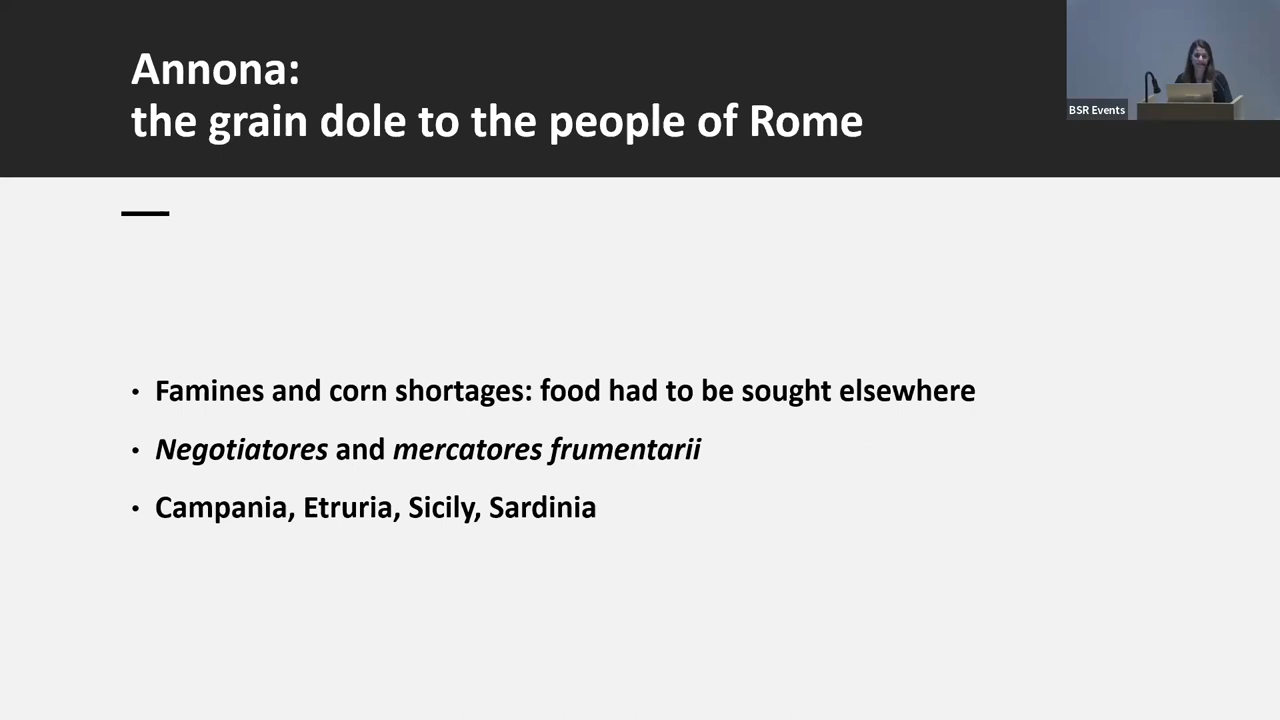 Annona:
the grain dole to the people of Rome
BSR Events
• Famines and corn shortages: food had to be sought elsewhere
• Negotiatores and mercatores frumentarii
• Campania, Etruria, Sicily, Sardinia